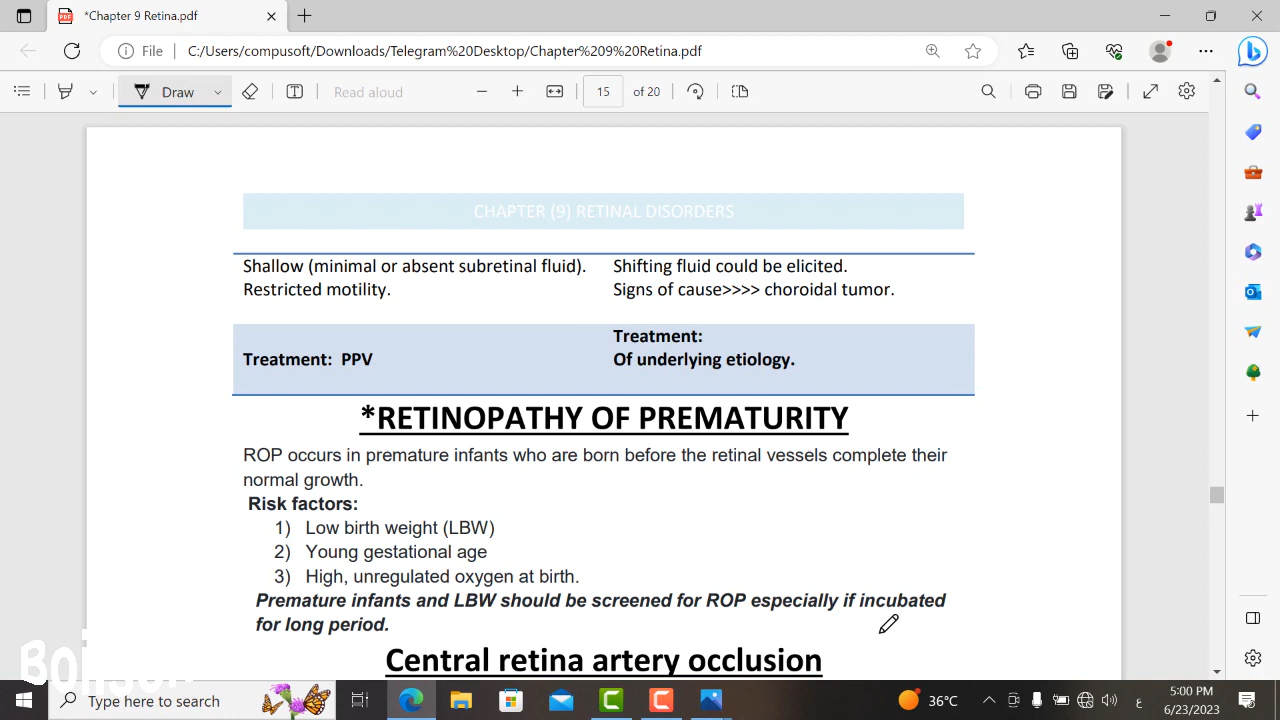 *Chapter 9 Retina.pdf
File
C:/Users/compusoft/Downloads/Telegram%20Desktop/Chapter%209%20Retina.pdf
Draw
Read aloud
15
of 20
CHAPTER (9) RETINAL DISORDERS
Shallow (minimal or absent subretinal fluid). Shifting fluid could be elicited.
Restricted motility. Signs of cause>>>> choroidal tumor.
Treatment:
Treatment: PPV Of underlying etiology.
*RETINOPATHY OF PREMATURITY
ROP occurs in premature infants who are born before the retinal vessels complete their
normal growth.
Risk factors:
1) Low birth weight (LBW)
2) Young gestational age
3) High, unregulated oxygen at birth.
Premature infants and LBW should be screened for ROP especially if incubated
for long period.
Central retina artery occlusion
Type here to search
36°C
ع
5:00 PM
6/23/2023